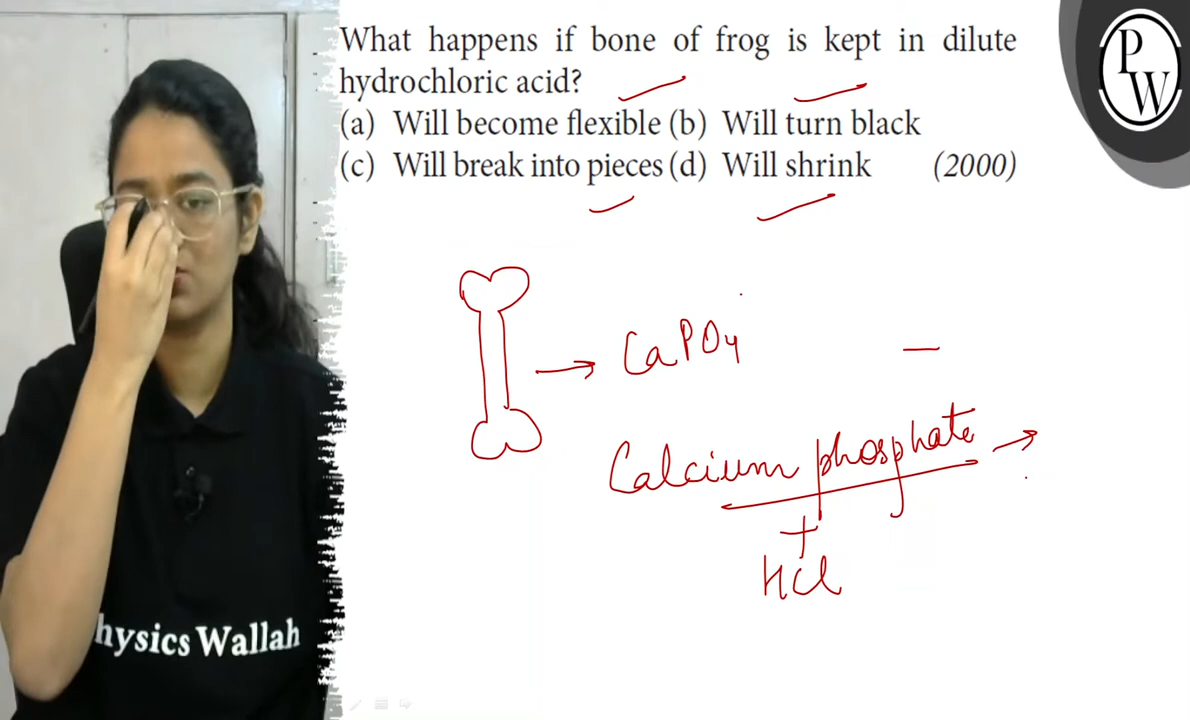 What happens if bone of frog is kept in dilute
hydrochloric acid?
(a) Will become flexible (b) Will turn black
(c) Will break into pieces (d) Will shrink (2000)
P
W
CaPO4
Calcium phosphate
+
HCl
hysics Wallah